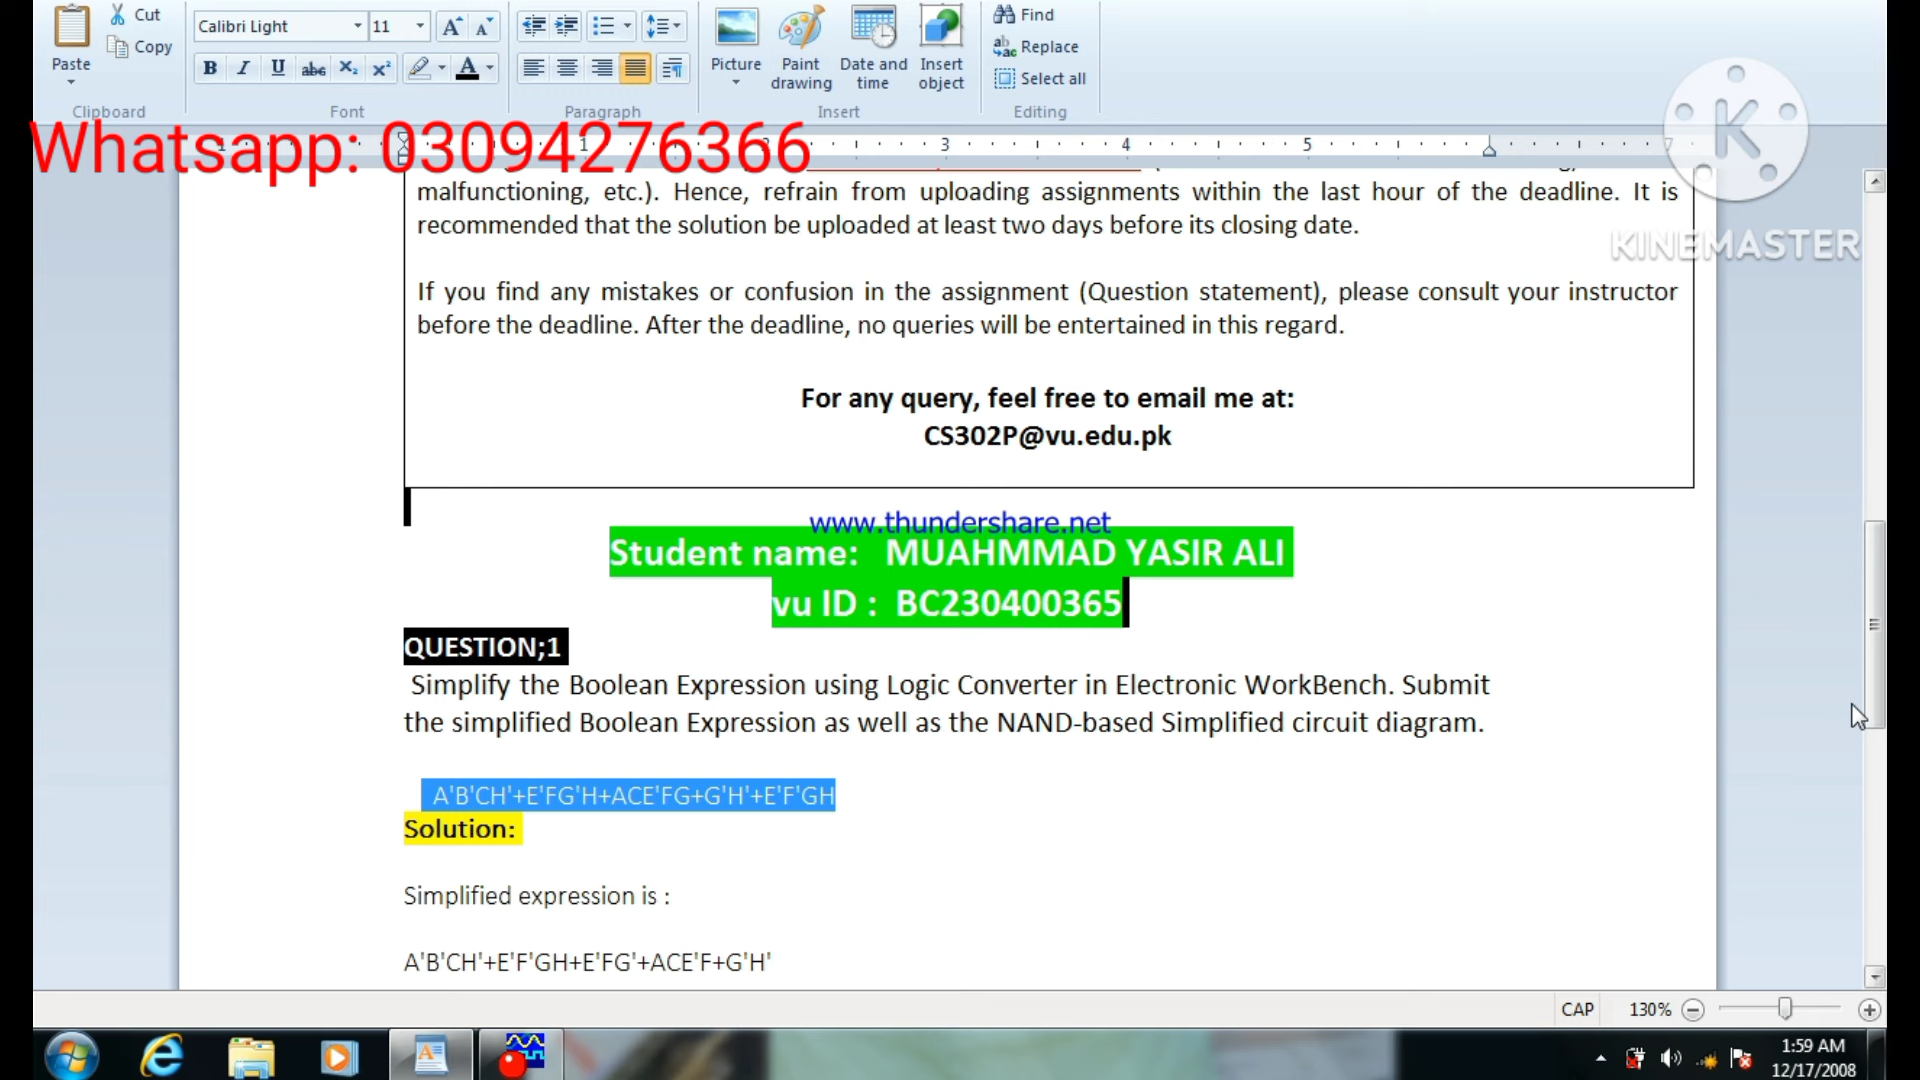 Cut
Calibri Light
11
Find
Copy
Replace
Paste
B I U abc X₂ X² A
Picture
Paint drawing
Date and time
Insert object
Select all
Clipboard
Font
Paragraph
Insert
Editing
Whatsapp: 03094276366
1 2 3 4 5
K
KINEMASTER
malfunctioning, etc.). Hence, refrain from uploading assignments within the last hour of the deadline. It is
recommended that the solution be uploaded at least two days before its closing date.
If you find any mistakes or confusion in the assignment (Question statement), please consult your instructor
before the deadline. After the deadline, no queries will be entertained in this regard.
For any query, feel free to email me at:
CS302P@vu.edu.pk
www.thundershare.net
Student name: MUAHMMAD YASIR ALI
vu ID : BC230400365
QUESTION;1
Simplify the Boolean Expression using Logic Converter in Electronic WorkBench. Submit
the simplified Boolean Expression as well as the NAND-based Simplified circuit diagram.
A'B'CH'+E'FG'H+ACE'FG+G'H'+E'F'GH
Solution:
Simplified expression is :
A'B'CH'+E'F'GH+E'FG'+ACE'F+G'H'
CAP
130%
1:59 AM
12/17/2008